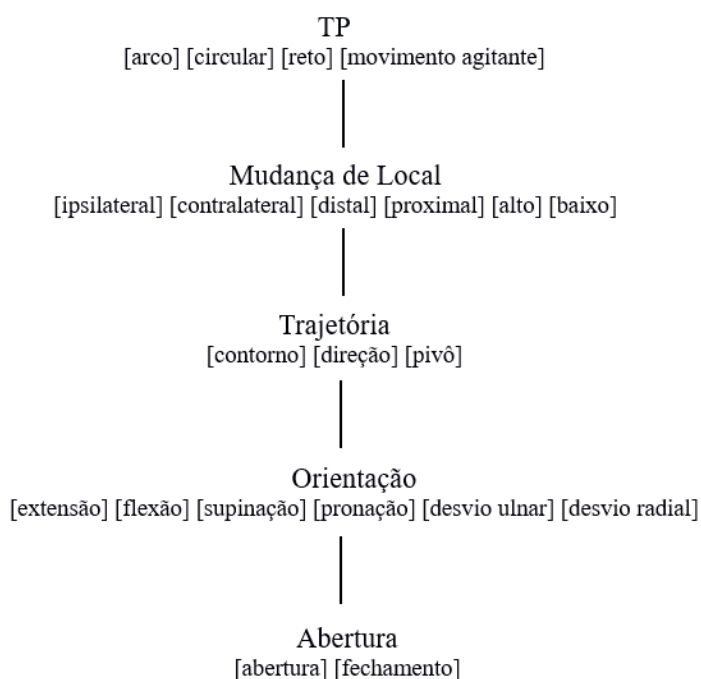 TP
[arco] [circular] [reto] [movimento agitante]
Mudança de Local
[ipsilateral] [contralateral] [distal] [proximal] [alto] [baixo]
Trajetória
[contorno] [direção] [pivô]
Orientação
[extensão] [flexão] [supinação] [pronação] [desvio ulnar] [desvio radial]
Abertura
[abertura] [fechamento]